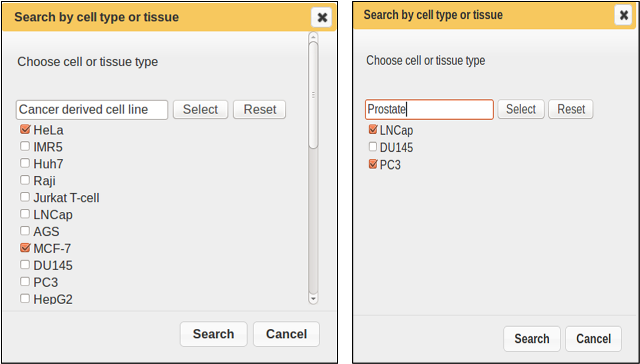 Search by cell type or tissue
Choose cell or tissue type
Cancer derived cell line Select Reset
HeLa
IMR5
Huh7
Raji
Jurkat T-cell
LNCap
AGS
MCF-7
DU145
PC3
HepG2
Search Cancel
Search by cell type or tissue
Choose cell or tissue type
Prostate Select Reset
LNCap
DU145
PC3
Search Cancel